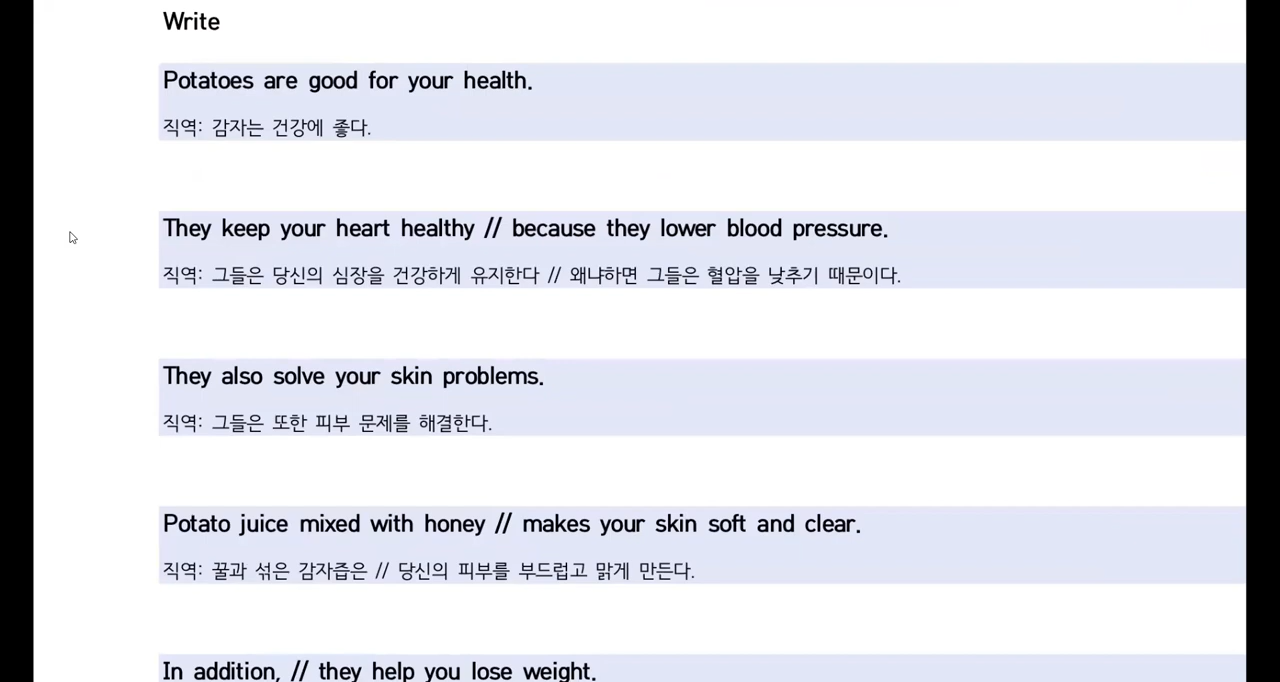 Write
Potatoes are good for your health.
직역: 감자는 건강에 좋다.
They keep your heart healthy // because they lower blood pressure.
직역: 그들은 당신의 심장을 건강하게 유지한다 // 왜냐하면 그들은 혈압을 낮추기 때문이다.
They also solve your skin problems.
직역: 그들은 또한 피부 문제를 해결한다.
Potato juice mixed with honey // makes your skin soft and clear.
직역: 꿀과 섞은 감자즙은 // 당신의 피부를 부드럽고 맑게 만든다.
In addition, // they help you lose weight.